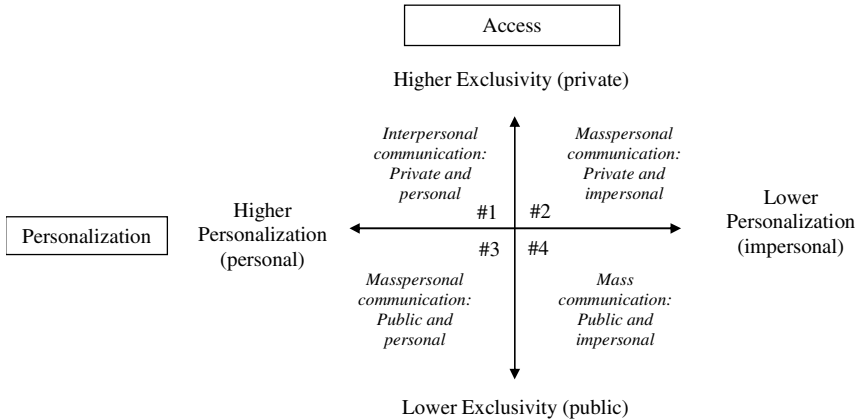 Access
Higher Exclusivity (private)
Interpersonal
communication:
Private and
personal
Masspersonal
communication:
Private and
impersonal
#1
#2
Personalization
Higher
Personalization
(personal)
Lower
Personalization
(impersonal)
#3
#4
Masspersonal
communication:
Public and
personal
Mass
communication:
Public and
impersonal
Lower Exclusivity (public)